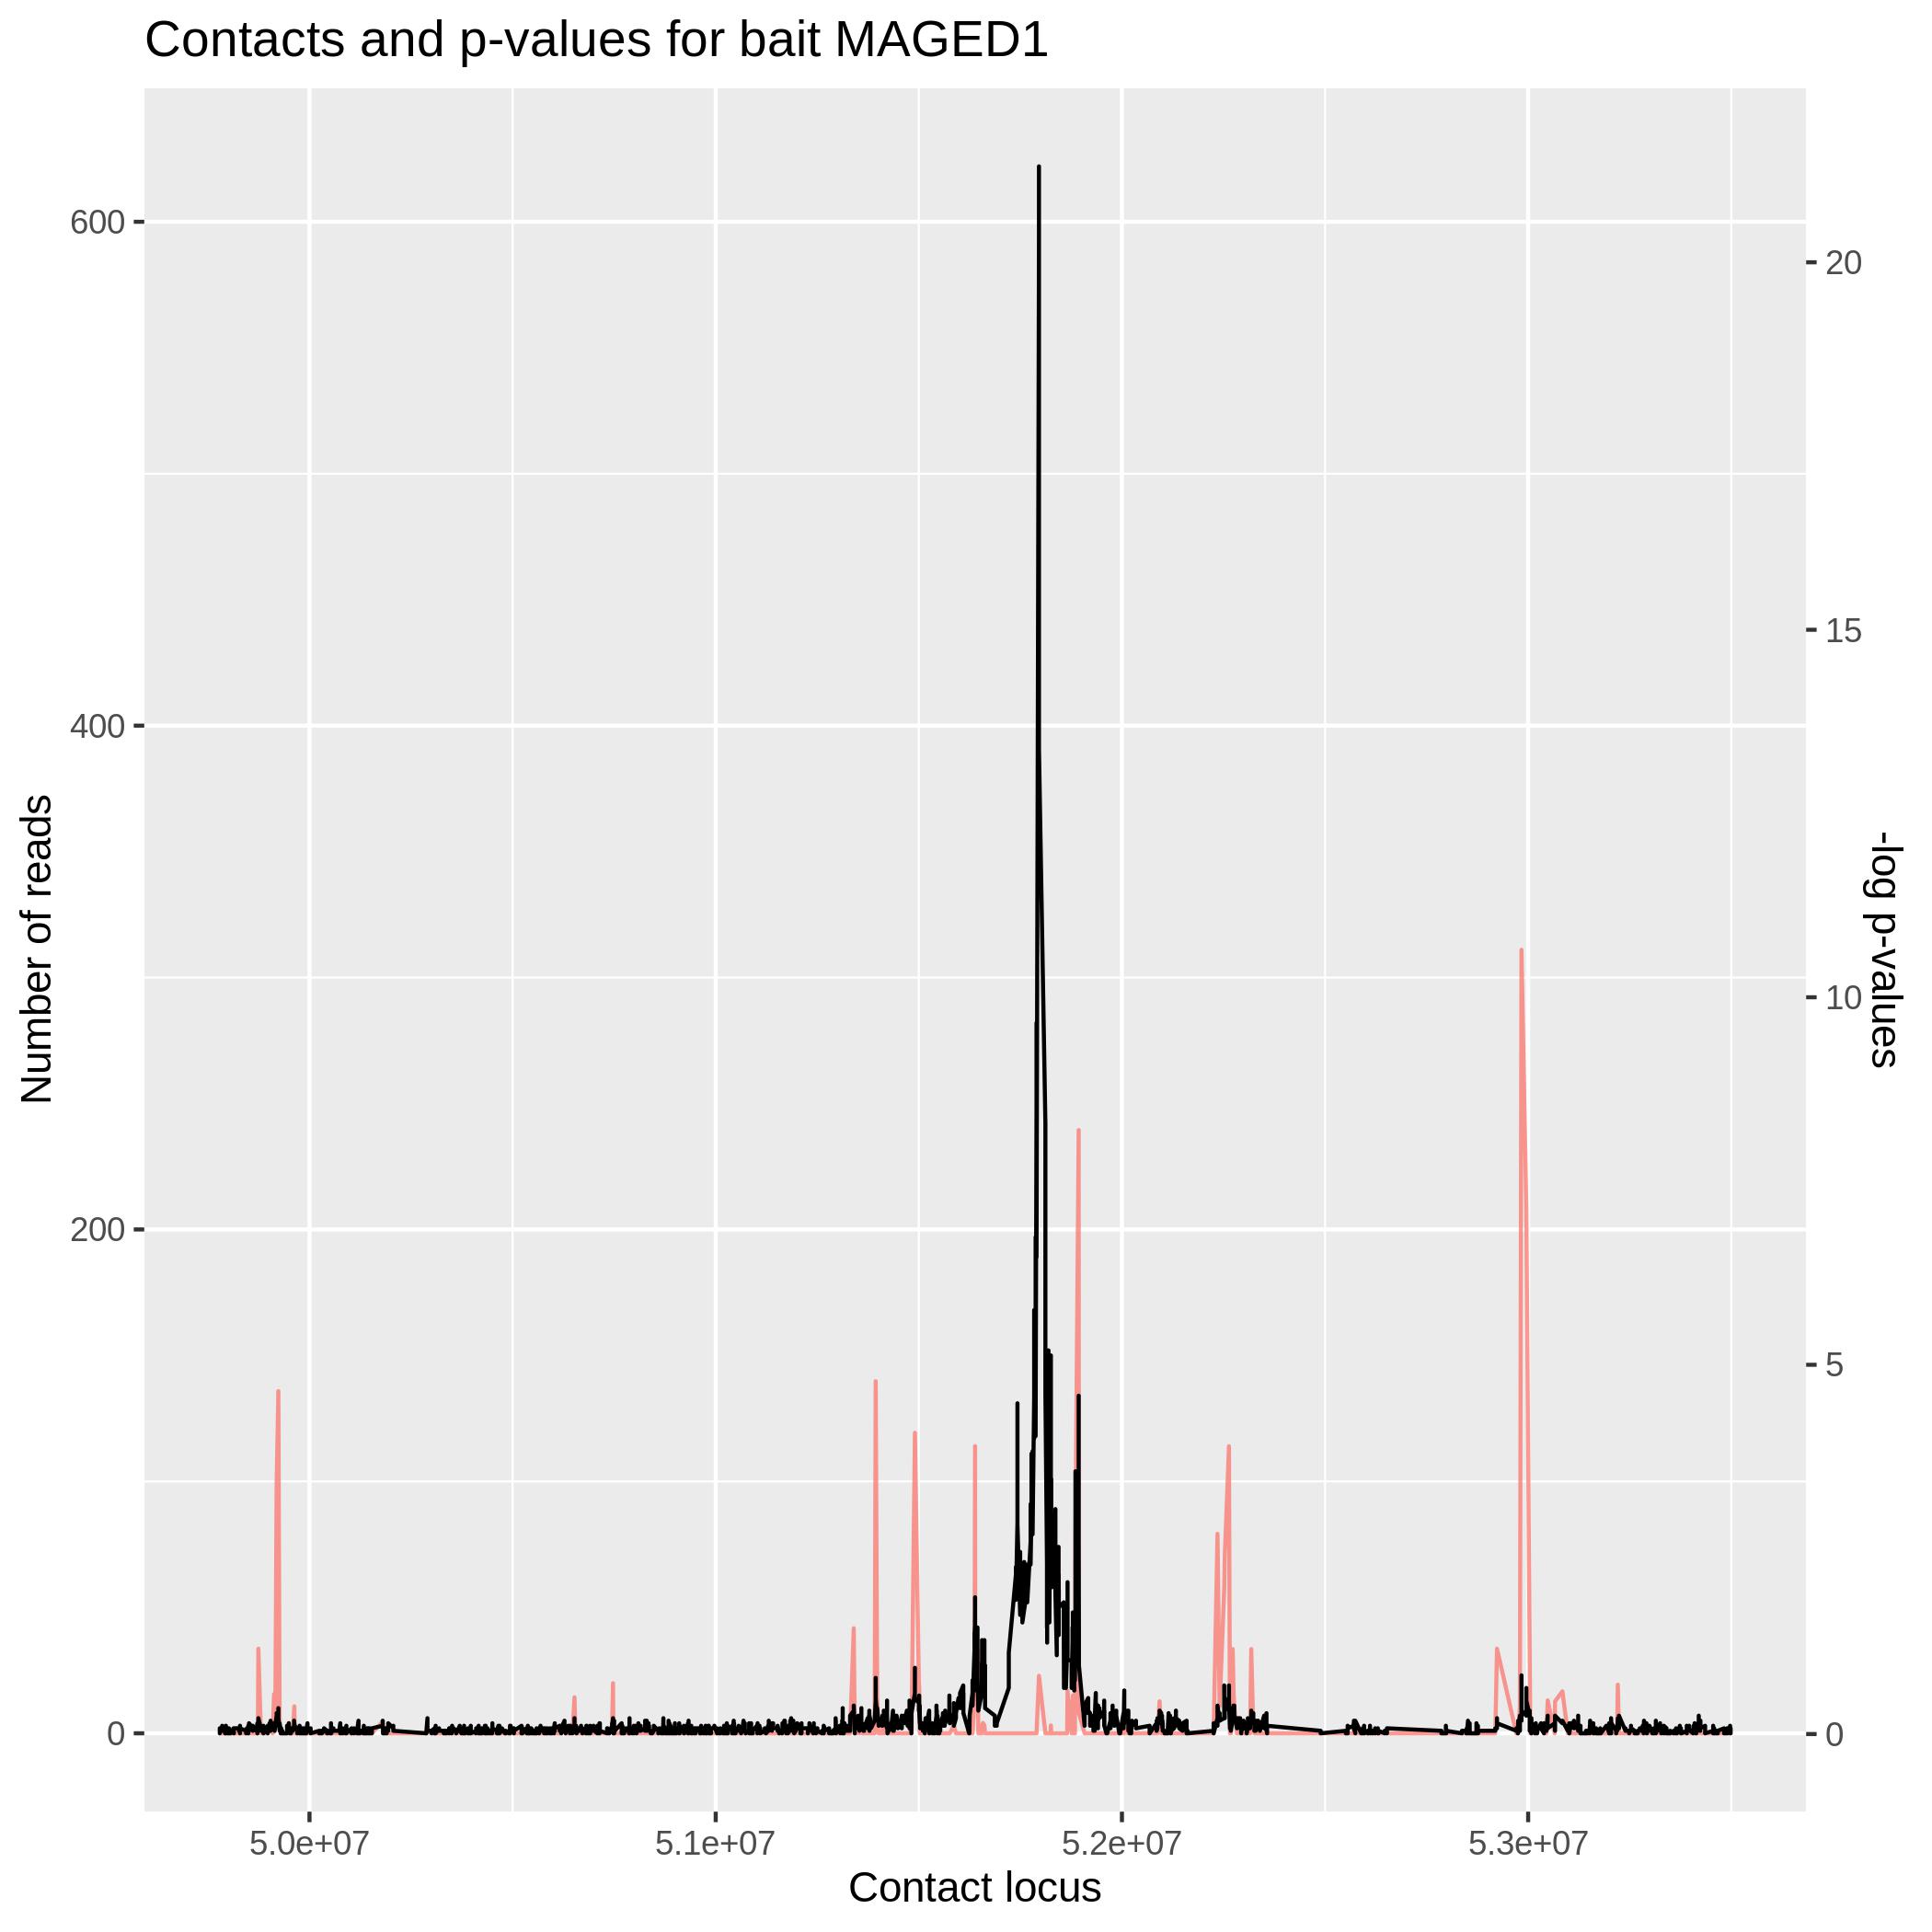 Contacts and p-values for bait MAGED1
600
400
200
0
Number of reads
20
15
10
5
0
-log p-values
5.0e+07
5.1e+07
5.2e+07
5.3e+07
Contact locus